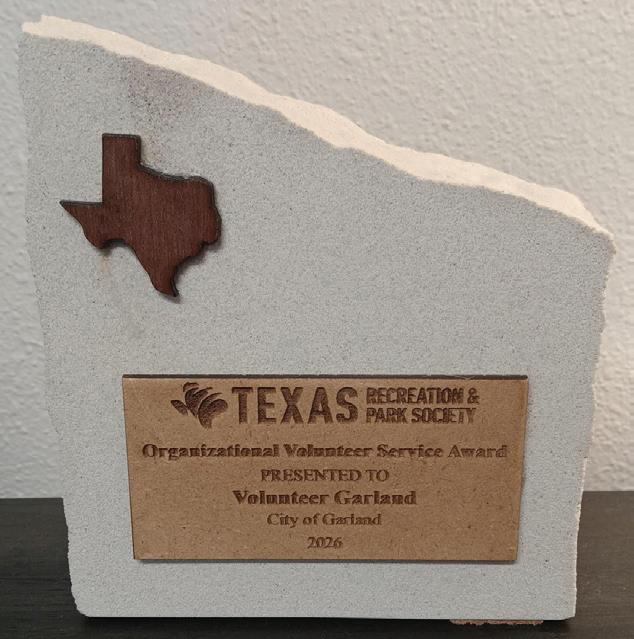 TEXAS RECREATION & PARK SOCIETY
Organizational Volunteer Service Award
PRESENTED TO
Volunteer Garland
City of Garland
2026